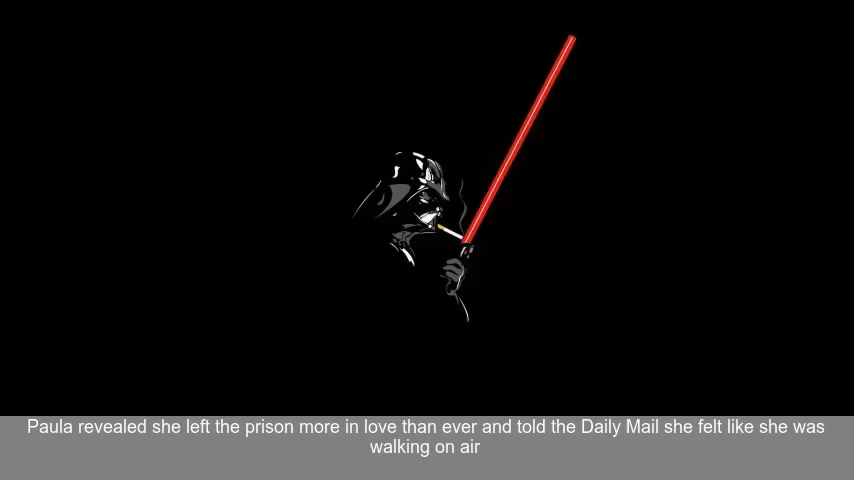 Paula revealed she left the prison more in love than ever and told the Daily Mail she felt like she was
walking on air